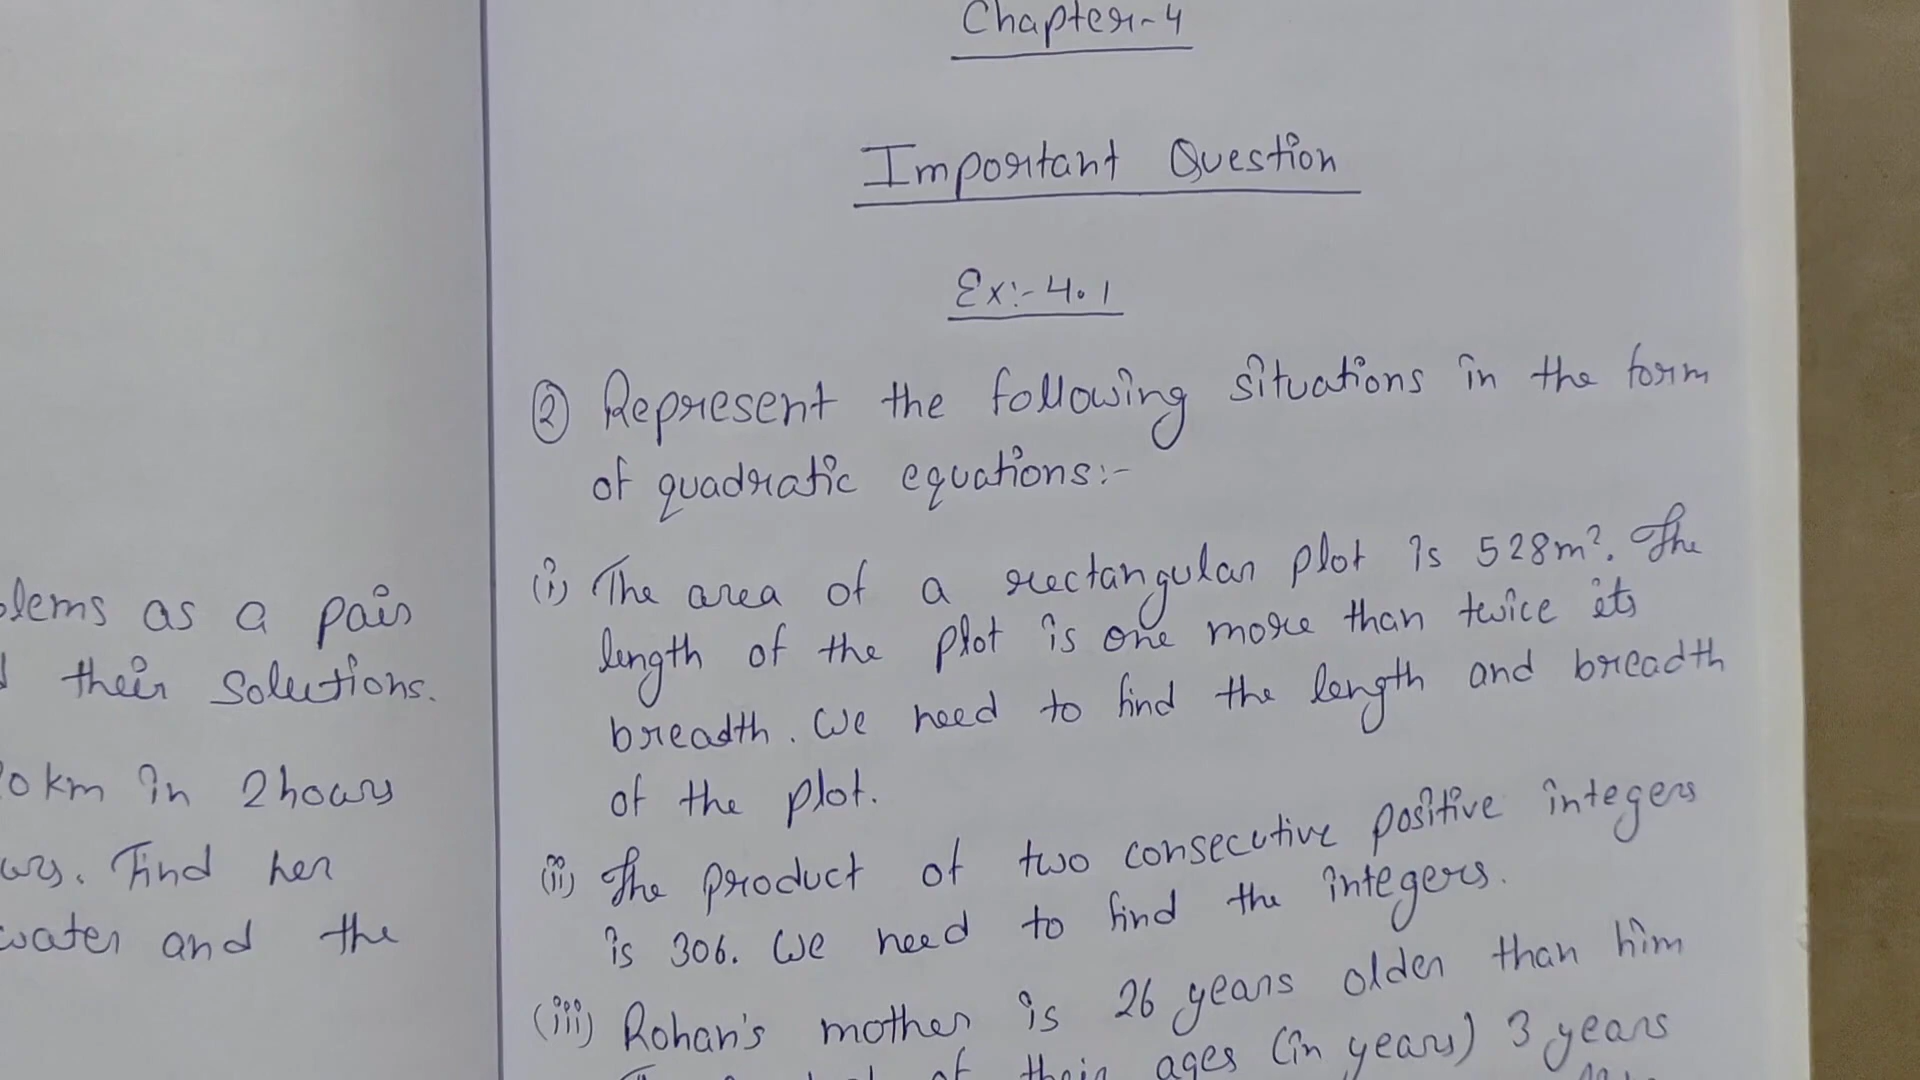 Chapter-4
Important Question
Ex:-4.1
② Represent the following situations in the form
of quadratic equations:-
(i) The area of a rectangular plot is 528m². The
length of the plot is one more than twice its
breadth. We need to find the length and breadth
of the plot.
(ii) The product of two consecutive positive integers
is 306. We need to find the integers.
(iii) Rohan's mother is 26 years older than him
of their ages (in years) 3 years
as a pair
their solutions.
km in 2 hours
Find her
and the